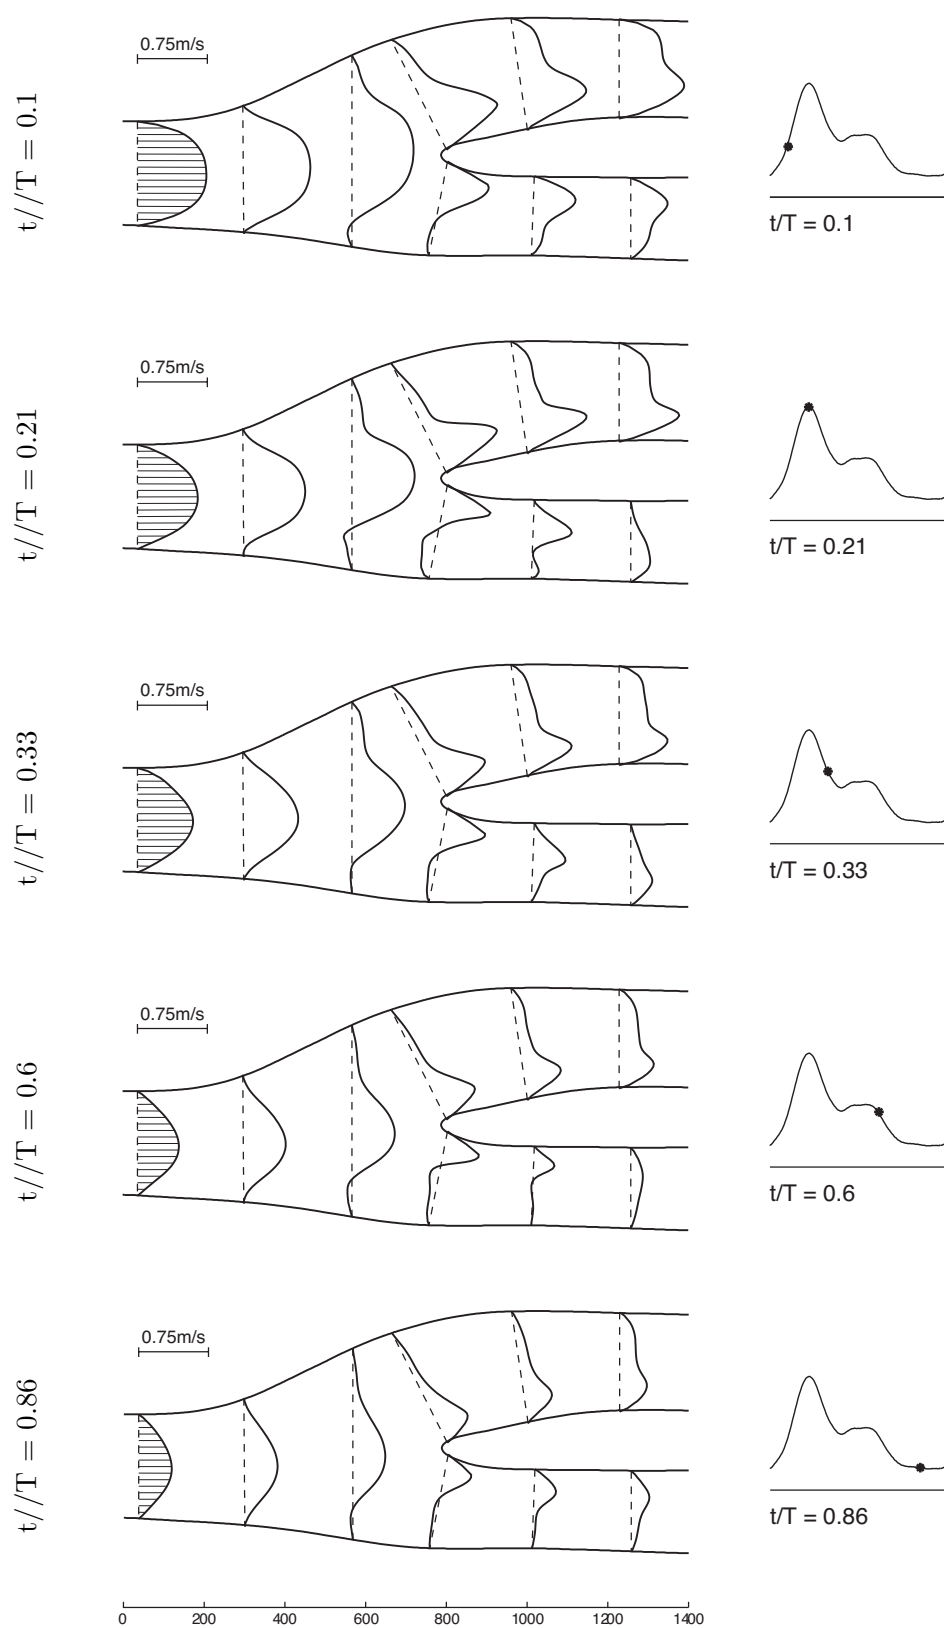 t//T = 0.1
0.75m/s
t/T = 0.1
t//T = 0.21
0.75m/s
t/T = 0.21
t//T = 0.33
0.75m/s
t/T = 0.33
t//T = 0.6
0.75m/s
t/T = 0.6
t//T = 0.86
0.75m/s
t/T = 0.86
0 200 400 600 800 1000 1200 1400